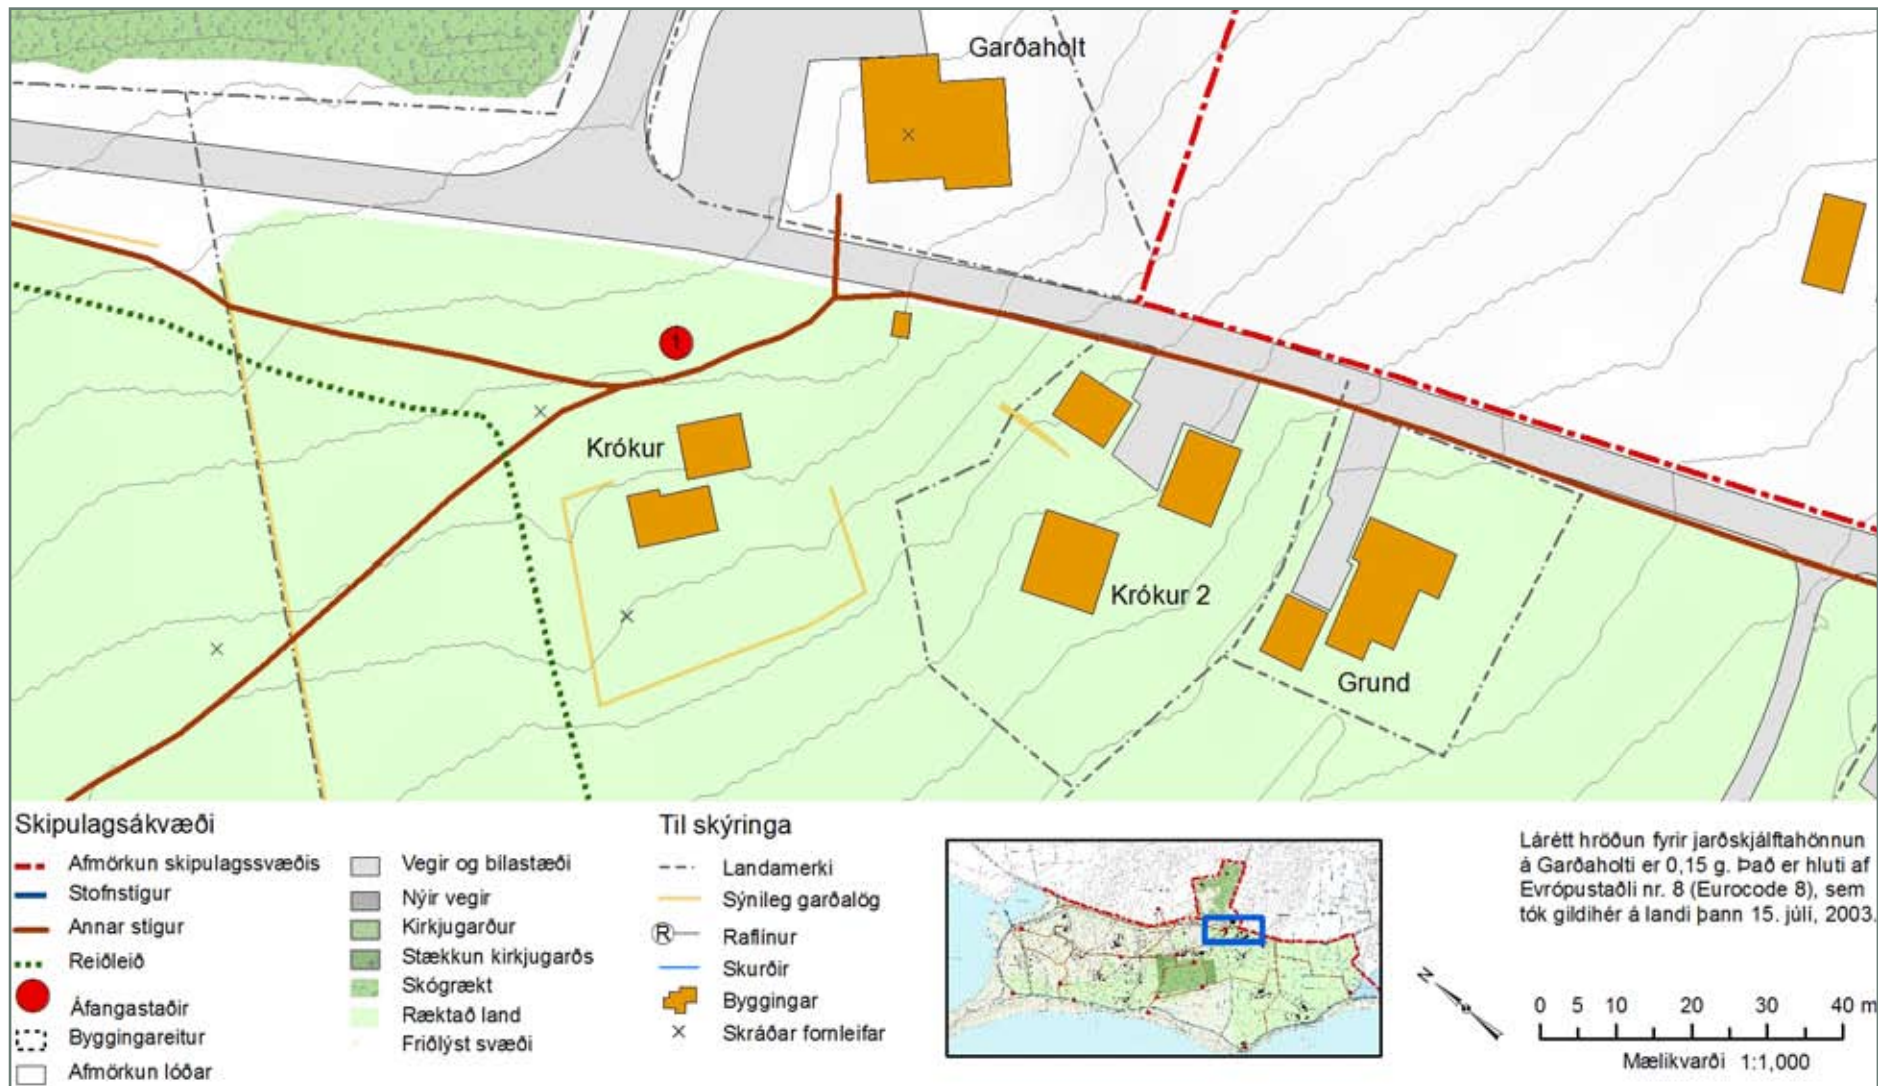 Garðaholt
1
Krókur
Krókur 2
Grund
Skipulagsákvæði
Afmörkun skipulagssvæðis
Stofnstígur
Annar stígur
Reiðleið
Áfangastaðir
Byggingareitur
Afmörkun lóðar
Vegir og bílastæði
Nýir vegir
Kirkjugarður
Stækkun kirkjugarðs
Skógrækt
Ræktað land
Friðlýst svæði
Til skýringa
Landamerki
Sýnileg garðalög
R Raflínur
Skurðir
Byggingar
Skráðar fornleifar
Lárétt hröðun fyrir jarðskjálftahönnun
á Garðaholti er 0,15 g. Það er hluti af
Evrópustaðli nr. 8 (Eurocode 8), sem
tók gildihér á landi þann 15. júlí, 2003.
N
0 5 10 20 30 40 m
Mælikvarði 1:1,000